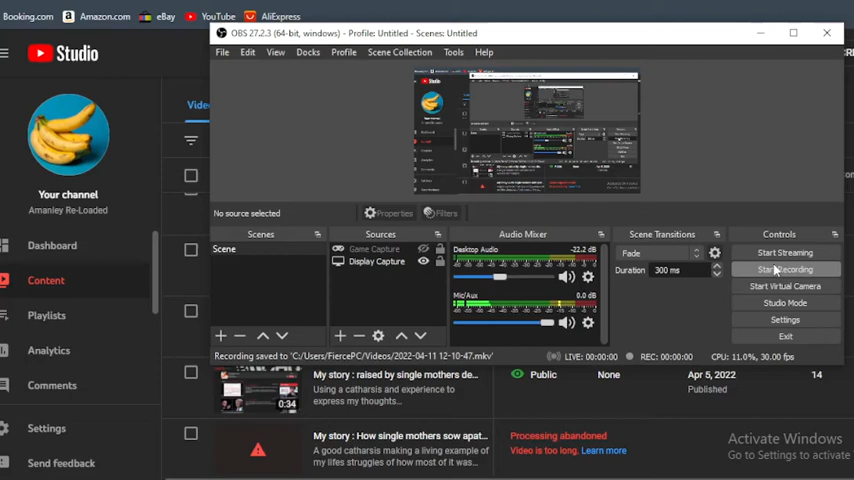 Booking.com Amazon.com eBay YouTube AliExpress
Studio
Your channel
Amanley Re-Loaded
Dashboard
Content
Playlists
Analytics
Comments
Settings
Send feedback
OBS 27.2.3 (64-bit, windows) - Profile: Untitled - Scenes: Untitled
File Edit View Docks Profile Scene Collection Tools Help
No source selected Properties Filters
Scenes Sources Audio Mixer Scene Transitions Controls
Scene
Game Capture
Display Capture
Desktop Audio -22.2 dB
Mic/Aux 0.0 dB
Fade
Duration 300 ms
Start Streaming
Start Recording
Start Virtual Camera
Studio Mode
Settings
Exit
Recording saved to 'C:/Users/FiercePC/Videos/2022-04-11 12-10-47.mkv' LIVE: 00:00:00 REC: 00:00:00 CPU: 11.0%, 30.00 fps
0:34
My story : raised by single mothers de... Public None Apr 5, 2022 14
Using a catharsis and experience to Published
express my thoughts...
My story : How single mothers sow apat... Processing abandoned
A good catharsis making a living example of Video is too long. Learn more
my lifes struggles of how most of it was...
Activate Windows
Go to Settings to activate